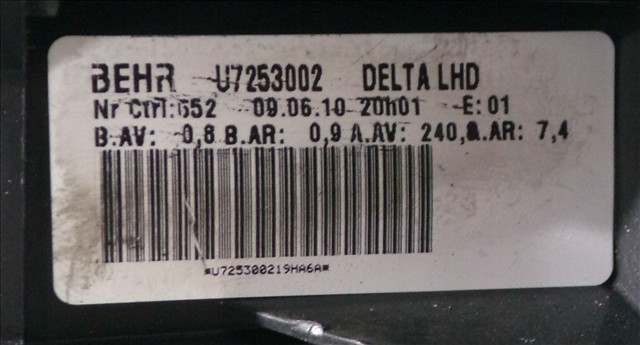 BEHR U7253002 DELTA LHD
Nr Ctrl:652 09.06.10 20h01 E:01
B.AV: 0,8 B.AR: 0,9 A.AV: 240, A.AR: 7,4
*U725300219HA6A*